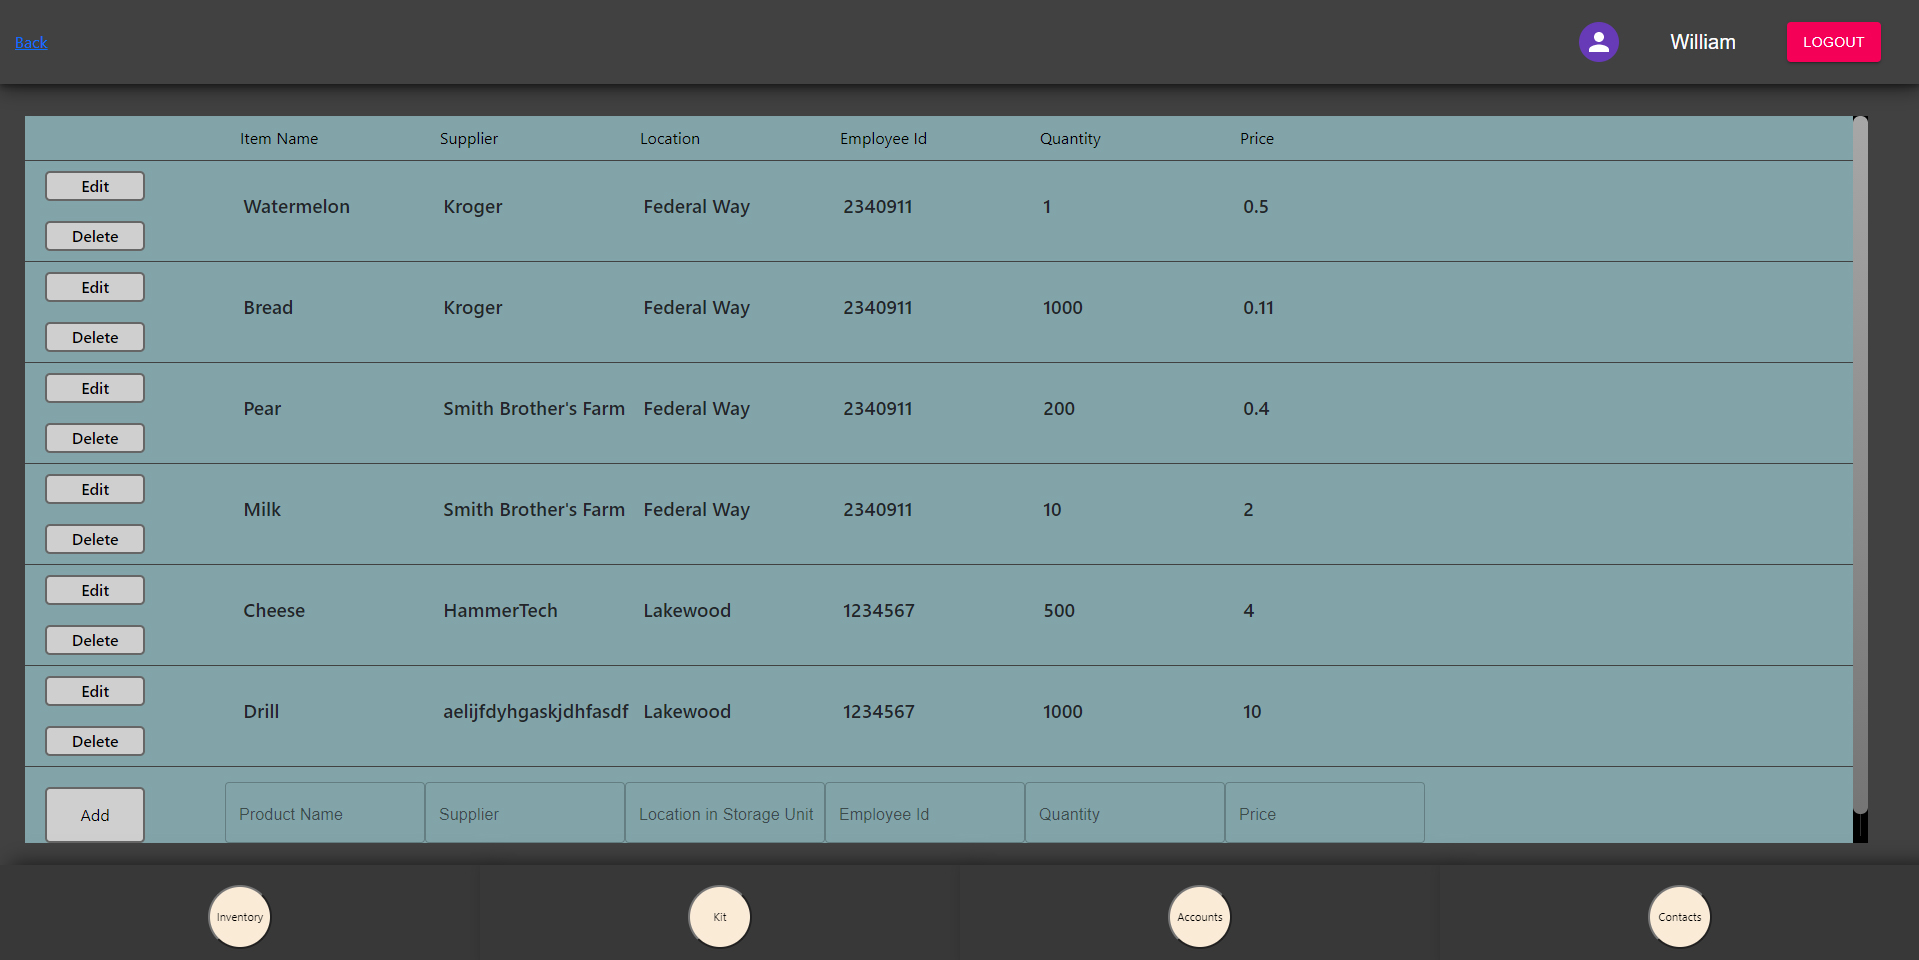 Back
William
LOGOUT
Item Name Supplier Location Employee Id Quantity Price
Edit
Watermelon Kroger Federal Way 2340911 1 0.5
Delete
Edit
Bread Kroger Federal Way 2340911 1000 0.11
Delete
Edit
Pear Smith Brother's Farm Federal Way 2340911 200 0.4
Delete
Edit
Milk Smith Brother's Farm Federal Way 2340911 10 2
Delete
Edit
Cheese HammerTech Lakewood 1234567 500 4
Delete
Edit
Drill aelijfdyhgaskjdhfasdf Lakewood 1234567 1000 10
Delete
Add Product Name Supplier Location in Storage Unit Employee Id Quantity Price
Inventory Kit Accounts Contacts